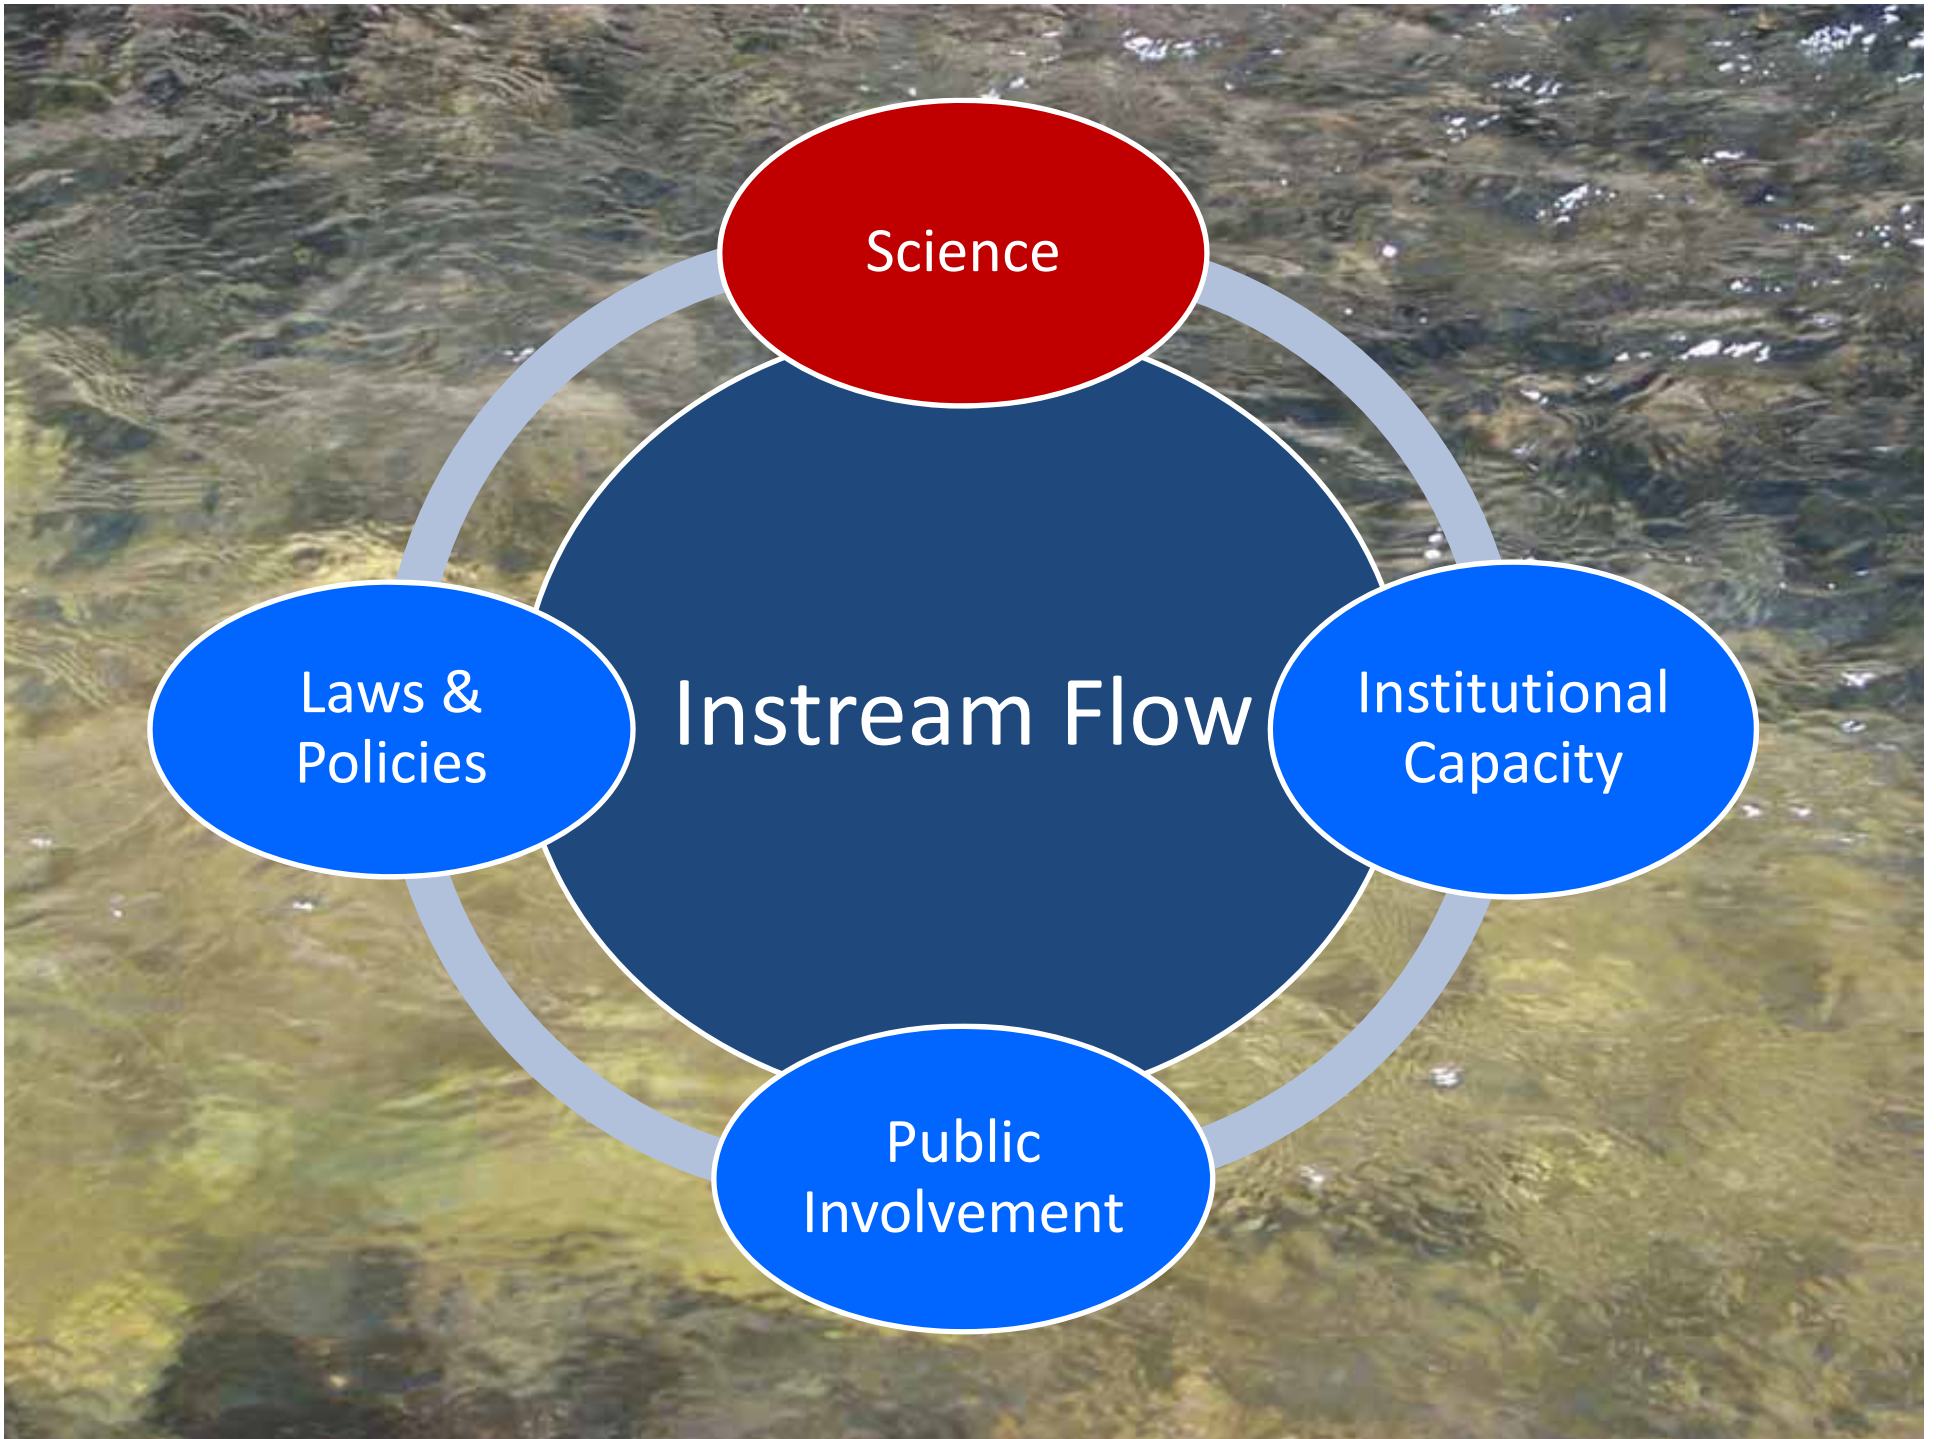 Science
Laws &
Policies
Instream Flow
Institutional
Capacity
Public
Involvement